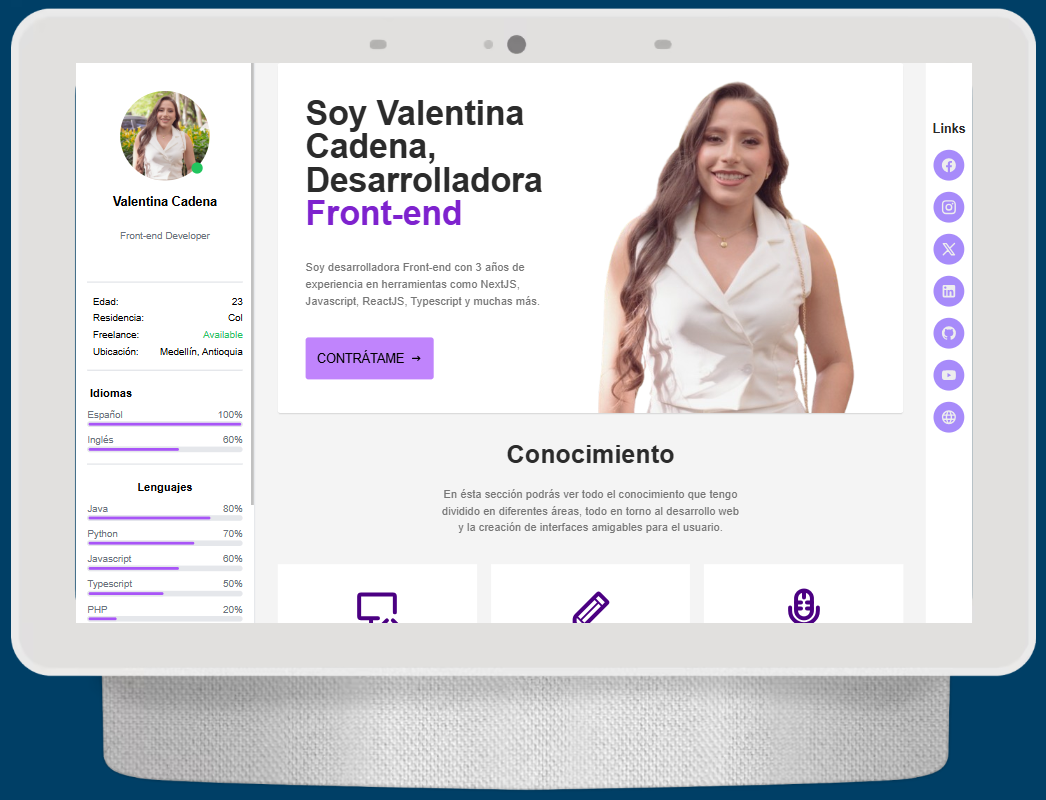 Valentina Cadena
Front-end Developer
Edad: 23
Residencia: Col
Freelance: Available
Ubicación: Medellín, Antioquia
Idiomas
Español 100%
Inglés 60%
Lenguajes
Java 80%
Python 70%
Javascript 60%
Typescript 50%
PHP 20%
Soy Valentina
Cadena,
Desarrolladora
Front-end
Soy desarrolladora Front-end con 3 años de
experiencia en herramientas como NextJS,
Javascript, ReactJS, Typescript y muchas más.
CONTRÁTAME →
Conocimiento
En ésta sección podrás ver todo el conocimiento que tengo
dividido en diferentes áreas, todo en torno al desarrollo web
y la creación de interfaces amigables para el usuario.
Links